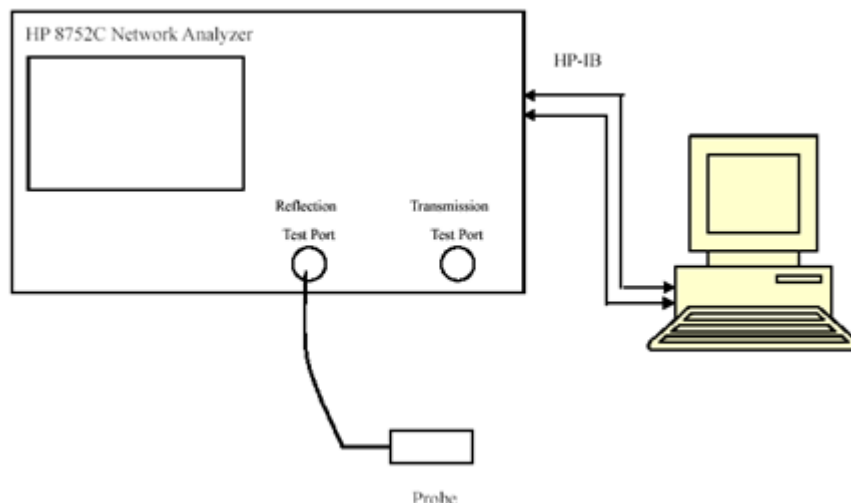 HP 8752C Network Analyzer
HP-IB
Reflection
Test Port
Transmission
Test Port
Probe